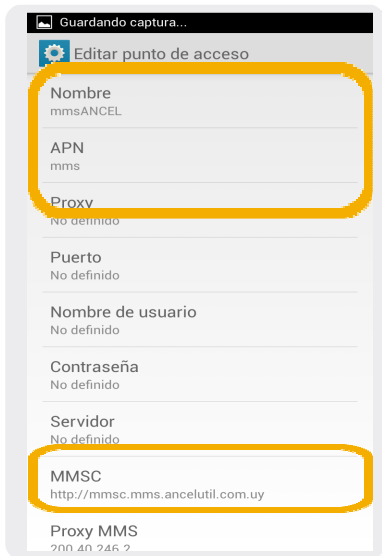 Guardando captura...
Editar punto de acceso
Nombre
mmsANCEL
APN
mms
Proxy
No definido
Puerto
No definido
Nombre de usuario
No definido
Contraseña
No definido
Servidor
No definido
MMSC
http://mmsc.mms.ancelutil.com.uy
Proxy MMS
200.40.246.2